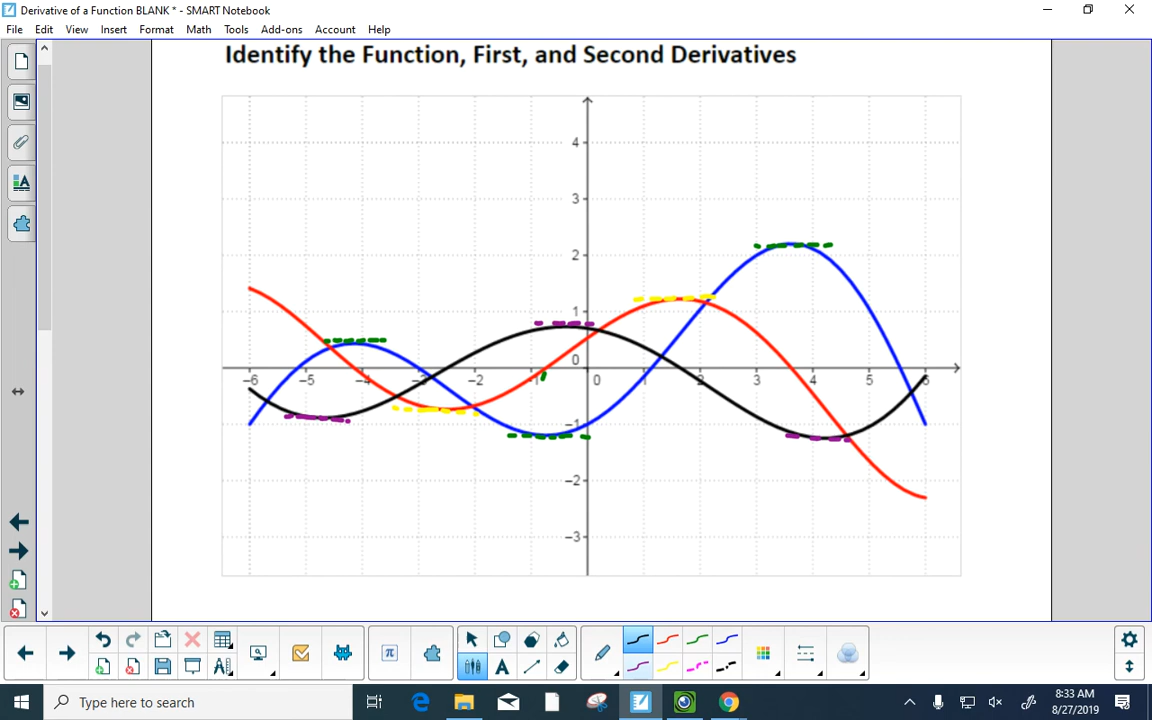 Derivative of a Function BLANK * - SMART Notebook
File Edit View Insert Format Math Tools Add-ons Account Help
Identify the Function, First, and Second Derivatives
4
3
2
1
0
−6 −5 −4 −3 −2 −1 0 1 2 3 4 5 6
−1
−2
−3
π A
Type here to search
8:33 AM
8/27/2019